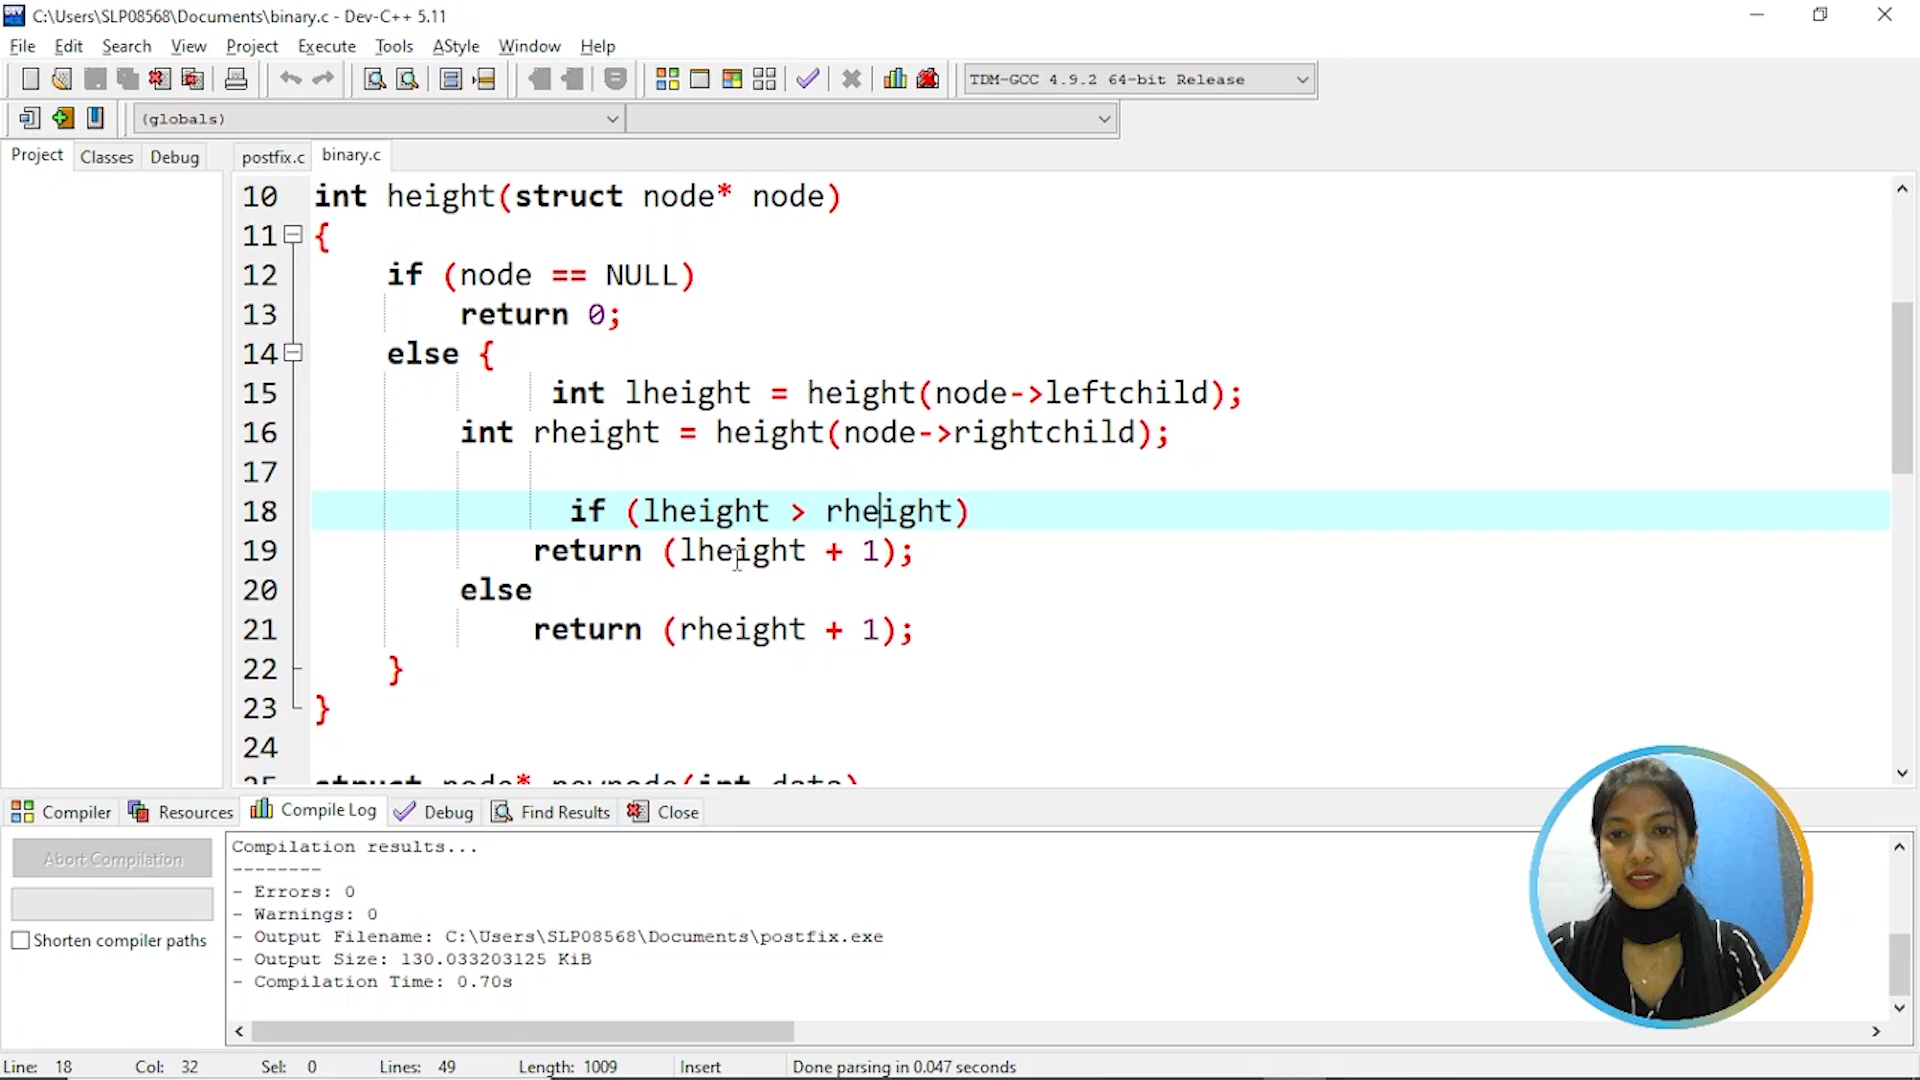 C:\Users\SLP08568\Documents\binary.c - Dev-C++ 5.11
File Edit Search View Project Execute Tools AStyle Window Help
TDM-GCC 4.9.2 64-bit Release
(globals)
Project Classes Debug postfix.c binary.c
10 int height(struct node* node)
11 {
12 if (node == NULL)
13 return 0;
14 else {
15 int lheight = height(node->leftchild);
16 int rheight = height(node->rightchild);
17
18 if (lheight > rheight)
19 return (lheight + 1);
20 else
21 return (rheight + 1);
22 }
23 }
24
25 struct node* newnode(int data)
Compiler Resources Compile Log Debug Find Results Close
Abort Compilation
Shorten compiler paths
Compilation results...
--------
- Errors: 0
- Warnings: 0
- Output Filename: C:\Users\SLP08568\Documents\postfix.exe
- Output Size: 130.033203125 KiB
- Compilation Time: 0.70s
Line: 18 Col: 32 Sel: 0 Lines: 49 Length: 1009 Insert Done parsing in 0.047 seconds